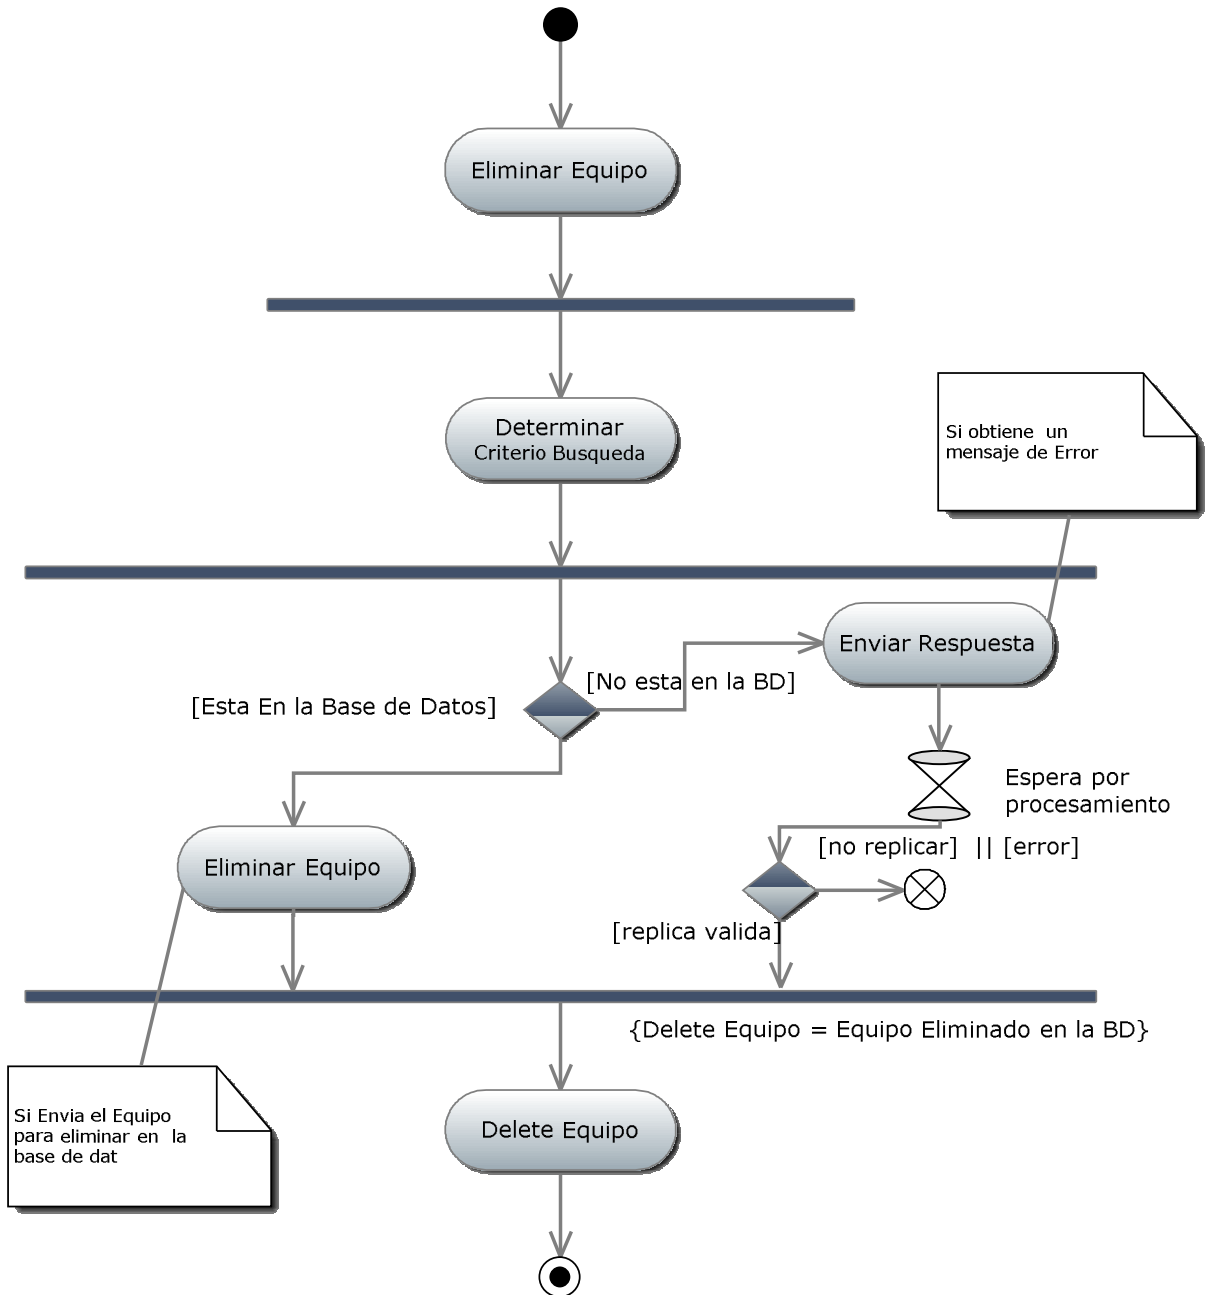 Eliminar Equipo
Determinar
Criterio Busqueda
Si obtiene un
mensaje de Error
Enviar Respuesta
[No esta en la BD]
[Esta En la Base de Datos]
Espera por
procesamiento
[no replicar] || [error]
Eliminar Equipo
[replica valida]
{Delete Equipo = Equipo Eliminado en la BD}
Si Envia el Equipo
para eliminar en la
base de dat
Delete Equipo